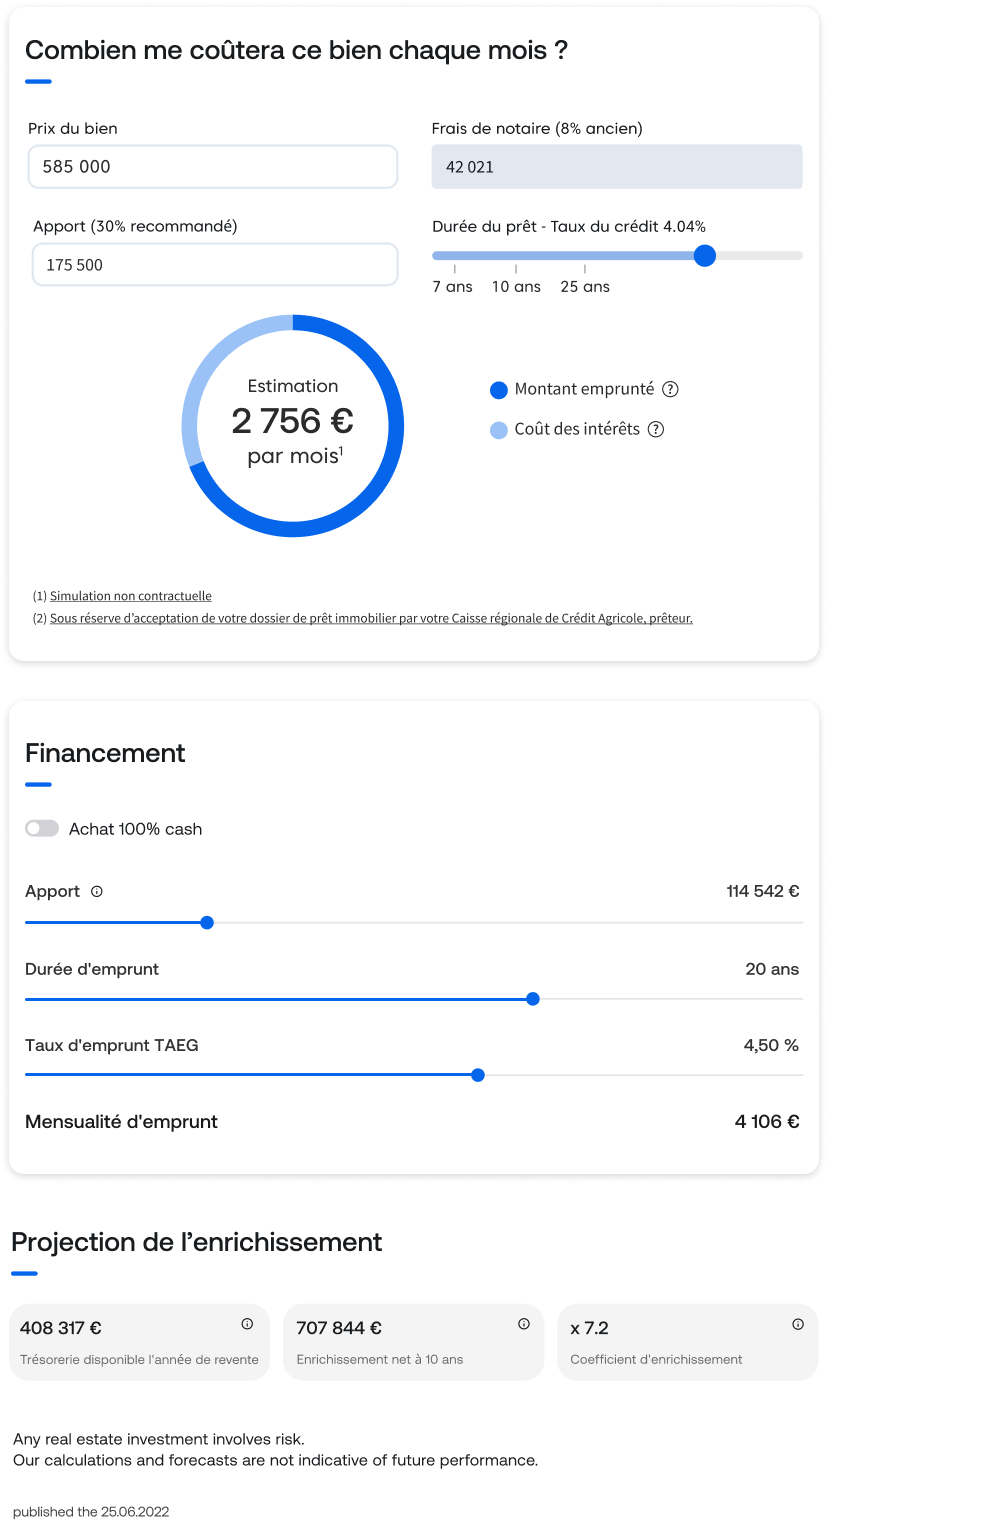 Combien me coûtera ce bien chaque mois ?
Prix du bien
585 000
Frais de notaire (8% ancien)
42 021
Apport (30% recommandé)
175 500
Durée du prêt - Taux du crédit 4.04%
7 ans 10 ans 25 ans
Estimation
2 756 €
par mois¹
Montant emprunté ?
Coût des intérêts ?
(1) Simulation non contractuelle
(2) Sous réserve d'acceptation de votre dossier de prêt immobilier par votre Caisse régionale de Crédit Agricole, prêteur.
Financement
Achat 100% cash
Apport 114 542 €
Durée d'emprunt 20 ans
Taux d'emprunt TAEG 4,50 %
Mensualité d'emprunt 4 106 €
Projection de l’enrichissement
408 317 €
Trésorerie disponible l'année de revente
707 844 €
Enrichissement net à 10 ans
x 7.2
Coefficient d'enrichissement
Any real estate investment involves risk.
Our calculations and forecasts are not indicative of future performance.
published the 25.06.2022